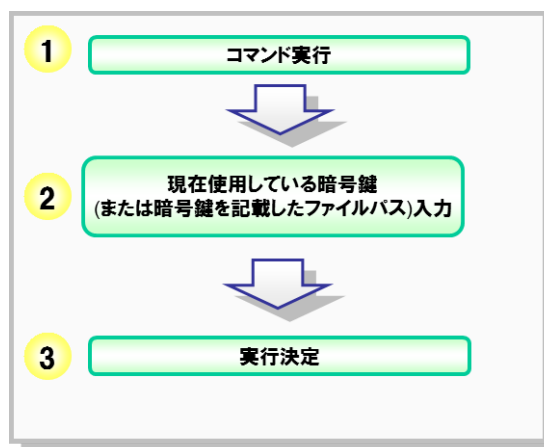 1
コマンド実行
2
現在使用している暗号鍵
(または暗号鍵を記載したファイルパス)入力
3
実行決定